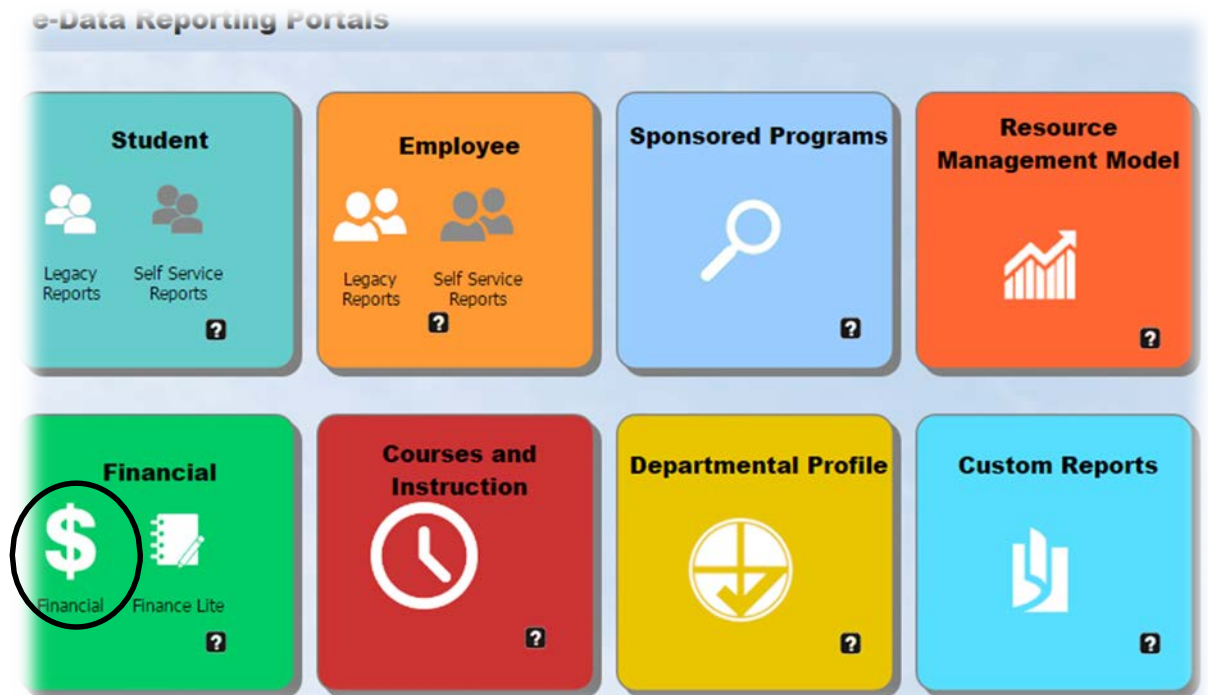 e-Data Reporting Portals
Student
Legacy
Reports
Self Service
Reports
?
Employee
Legacy
Reports
Self Service
Reports
?
Sponsored Programs
?
Resource
Management Model
?
Financial
$
Financial
Finance Lite
?
Courses and
Instruction
?
Departmental Profile
?
Custom Reports
?